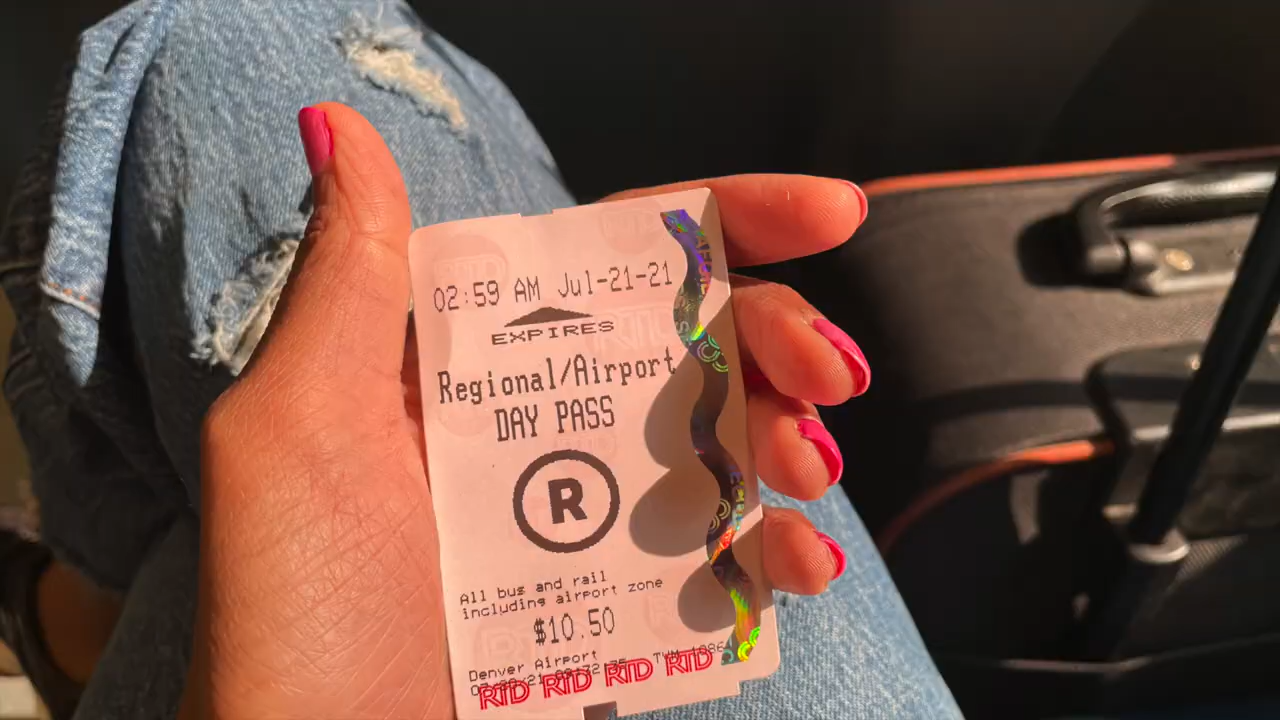 02:59 AM Jul-21-21
EXPIRES
Regional/Airport
DAY PASS
R
All bus and rail
including airport zone
$10.50
Denver Airport TVM
RTD RTD RTD RTD